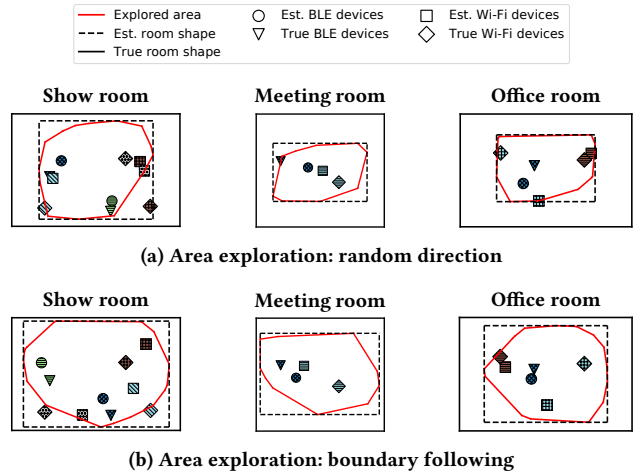 Explored area
Est. room shape
True room shape
Est. BLE devices
True BLE devices
Est. Wi-Fi devices
True Wi-Fi devices
Show room Meeting room Office room
(a) Area exploration: random direction
Show room Meeting room Office room
(b) Area exploration: boundary following